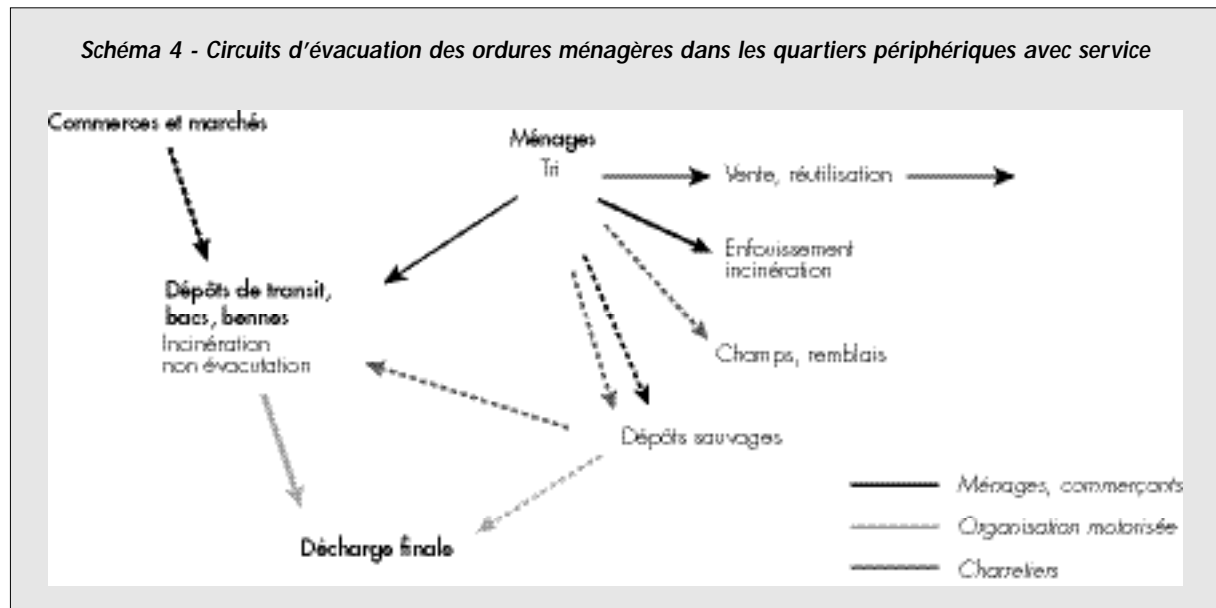 Schéma 4 - Circuits d'évacuation des ordures ménagères dans les quartiers périphériques avec service
Commerces et marchés
Ménages
Tri
Vente, réutilisation
Enfouissement
incinération
Dépôts de transit,
bacs, bennes
Incinération
non évacutation
Champs, remblais
Dépôts sauvages
Décharge finale
Ménages, commerçants
Organisation motorisée
Charretiers